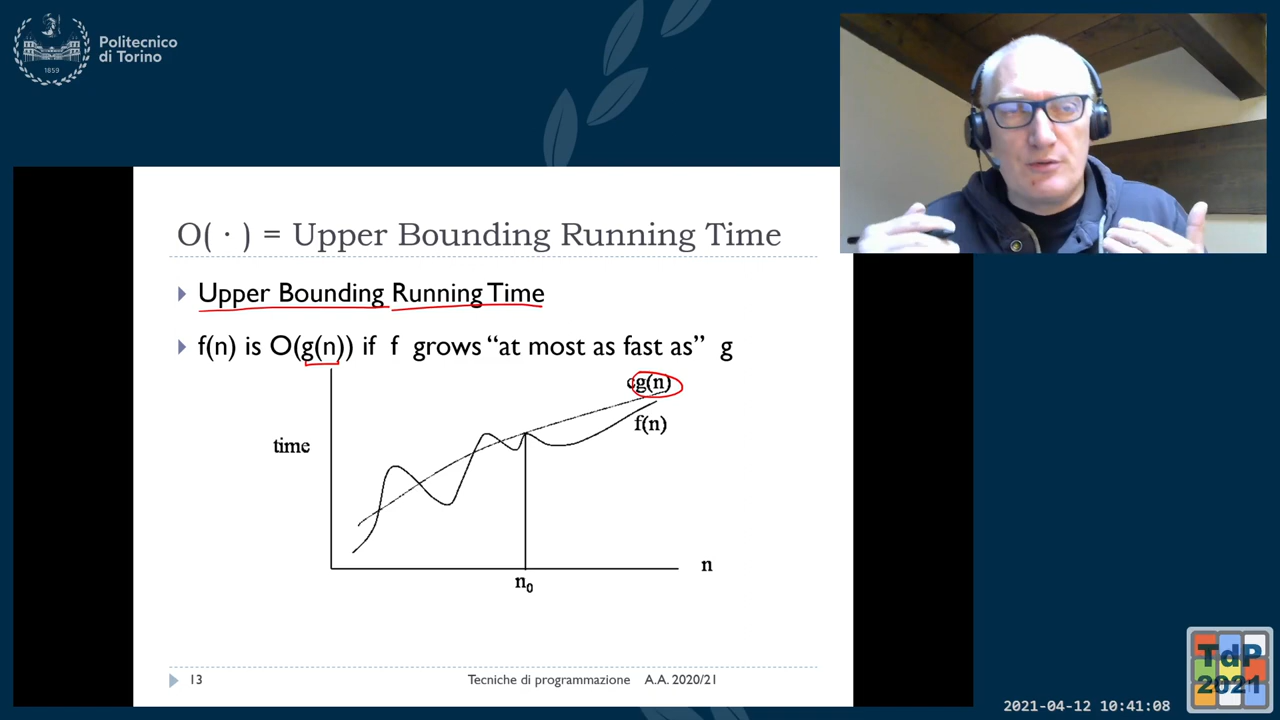 Politecnico
di Torino
1859
O( · ) = Upper Bounding Running Time
Upper Bounding Running Time
f(n) is O(g(n)) if f grows “at most as fast as” g
cg(n)
f(n)
time
n
n0
13
Tecniche di programmazione A.A. 2020/21
TdP
2021
2021-04-12 10:41:08